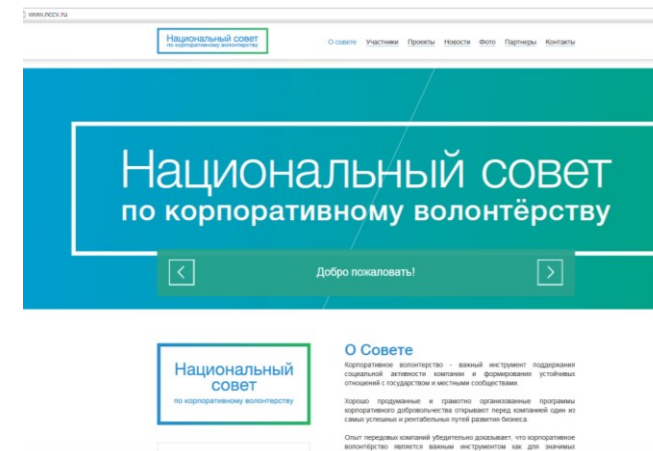 www.nccv.ru
Национальный совет
по корпоративному волонтерству
О совете Участники Проекты Новости Фото Партнеры Контакты
Национальный совет
по корпоративному волонтёрству
Добро пожаловать!
Национальный
совет
по корпоративному волонтерству
О Совете
Корпоративное волонтерство - важный инструмент поддержания
социальной активности компании и формирования устойчивых
отношений с государством и местными сообществами.
Хорошо продуманные и грамотно организованные программы
корпоративного добровольчества открывают перед компанией один из
самых успешных и рентабельных путей развития бизнеса.
Опыт передовых компаний убедительно доказывает, что корпоративное
волонтёрство является важным инструментом как для значимых